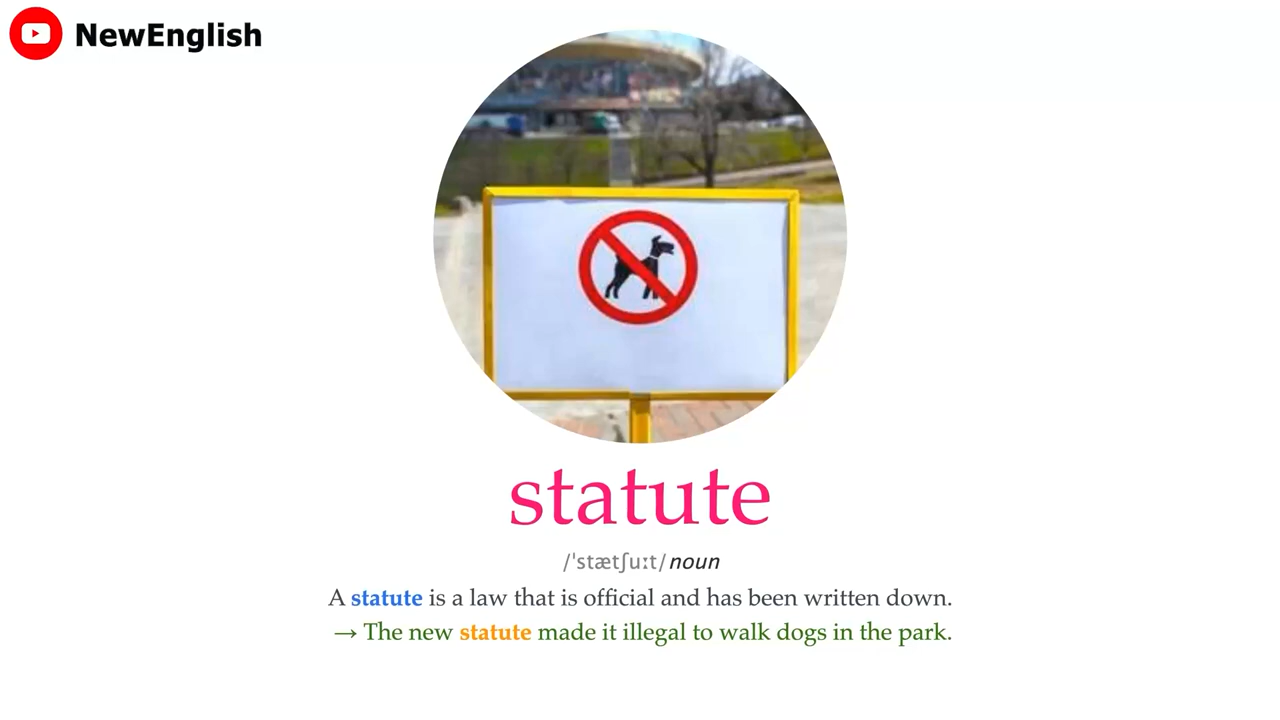 NewEnglish
statute
/ˈstætʃuːt/ noun
A statute is a law that is official and has been written down.
→ The new statute made it illegal to walk dogs in the park.